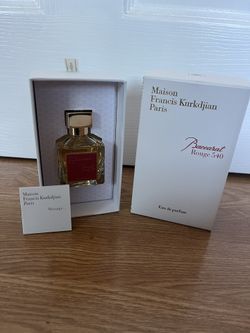 Maison
Francis Kurkdjian
Paris
Baccarat
Rouge 540
Eau de parfum
Maison
Francis Kurkdjian
Paris